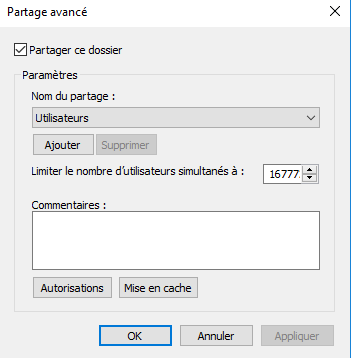 Partage avancé
Partager ce dossier
Paramètres
Nom du partage :
Utilisateurs
Ajouter Supprimer
Limiter le nombre d'utilisateurs simultanés à : 16777
Commentaires :
Autorisations Mise en cache
OK Annuler Appliquer